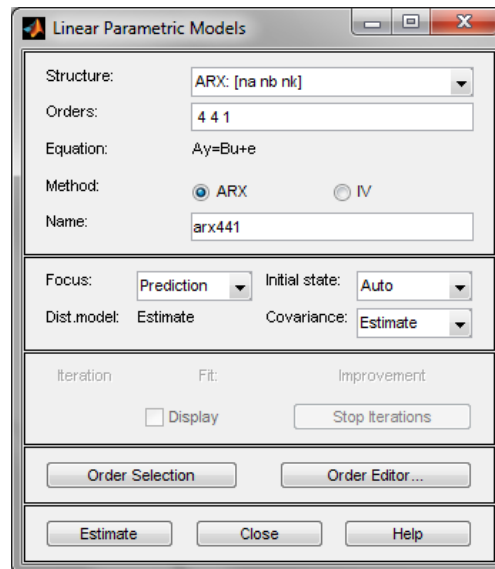 Linear Parametric Models
Structure: ARX: [na nb nk]
Orders: 4 4 1
Equation: Ay=Bu+e
Method: ARX IV
Name: arx441
Focus: Prediction Initial state: Auto
Dist.model: Estimate Covariance: Estimate
Iteration Fit: Improvement
Display Stop Iterations
Order Selection Order Editor...
Estimate Close Help